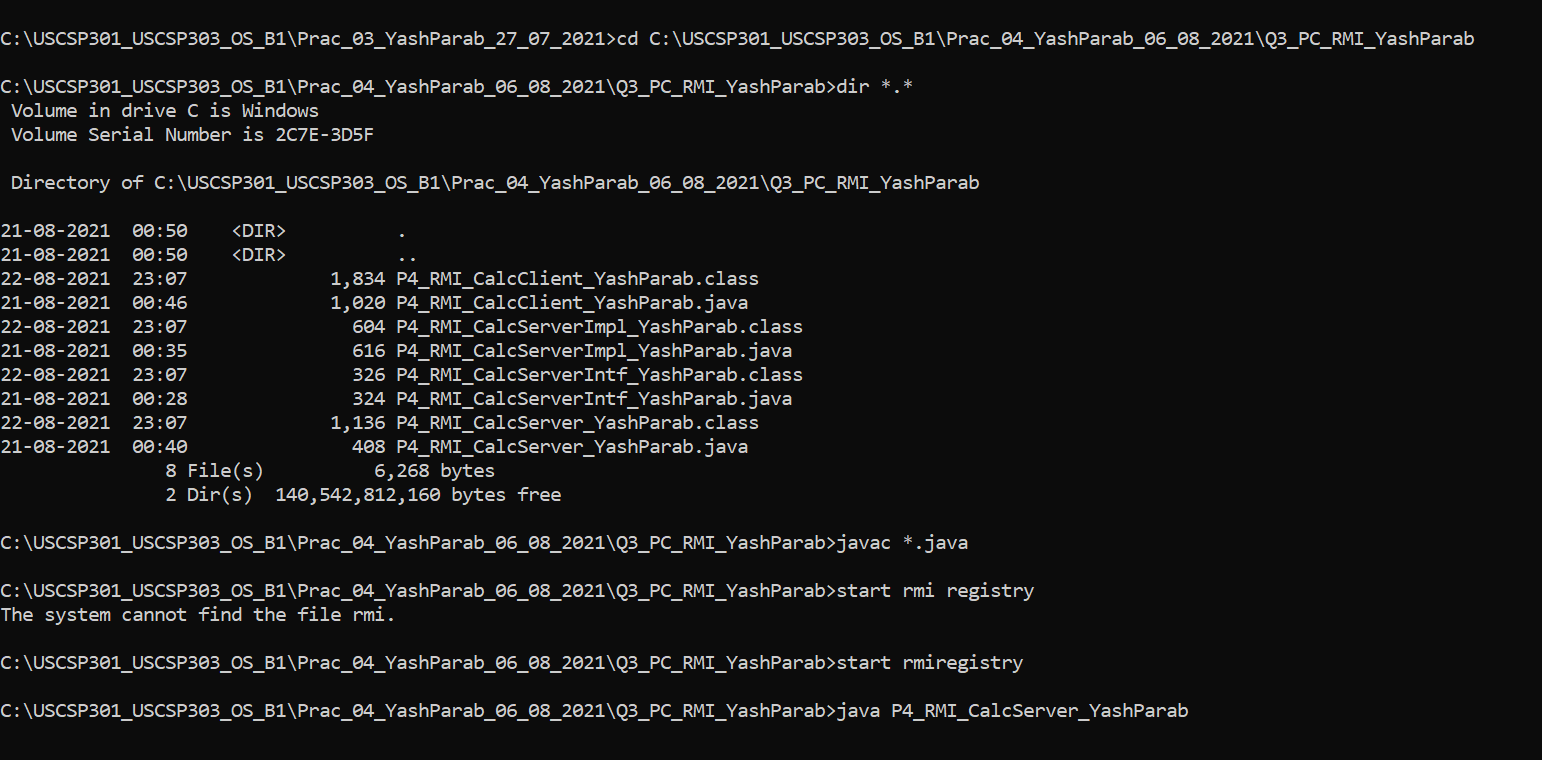 C:\USCSP301_USCSP303_OS_B1\Prac_03_YashParab_27_07_2021>cd C:\USCSP301_USCSP303_OS_B1\Prac_04_YashParab_06_08_2021\Q3_PC_RMI_YashParab
C:\USCSP301_USCSP303_OS_B1\Prac_04_YashParab_06_08_2021\Q3_PC_RMI_YashParab>dir *.*
 Volume in drive C is Windows
 Volume Serial Number is 2C7E-3D5F
 Directory of C:\USCSP301_USCSP303_OS_B1\Prac_04_YashParab_06_08_2021\Q3_PC_RMI_YashParab
21-08-2021  00:50    <DIR>          .
21-08-2021  00:50    <DIR>          ..
22-08-2021  23:07             1,834 P4_RMI_CalcClient_YashParab.class
21-08-2021  00:46             1,020 P4_RMI_CalcClient_YashParab.java
22-08-2021  23:07               604 P4_RMI_CalcServerImpl_YashParab.class
21-08-2021  00:35               616 P4_RMI_CalcServerImpl_YashParab.java
22-08-2021  23:07               326 P4_RMI_CalcServerIntf_YashParab.class
21-08-2021  00:28               324 P4_RMI_CalcServerIntf_YashParab.java
22-08-2021  23:07             1,136 P4_RMI_CalcServer_YashParab.class
21-08-2021  00:40               408 P4_RMI_CalcServer_YashParab.java
               8 File(s)          6,268 bytes
               2 Dir(s)  140,542,812,160 bytes free
C:\USCSP301_USCSP303_OS_B1\Prac_04_YashParab_06_08_2021\Q3_PC_RMI_YashParab>javac *.java
C:\USCSP301_USCSP303_OS_B1\Prac_04_YashParab_06_08_2021\Q3_PC_RMI_YashParab>start rmi registry
The system cannot find the file rmi.
C:\USCSP301_USCSP303_OS_B1\Prac_04_YashParab_06_08_2021\Q3_PC_RMI_YashParab>start rmiregistry
C:\USCSP301_USCSP303_OS_B1\Prac_04_YashParab_06_08_2021\Q3_PC_RMI_YashParab>java P4_RMI_CalcServer_YashParab